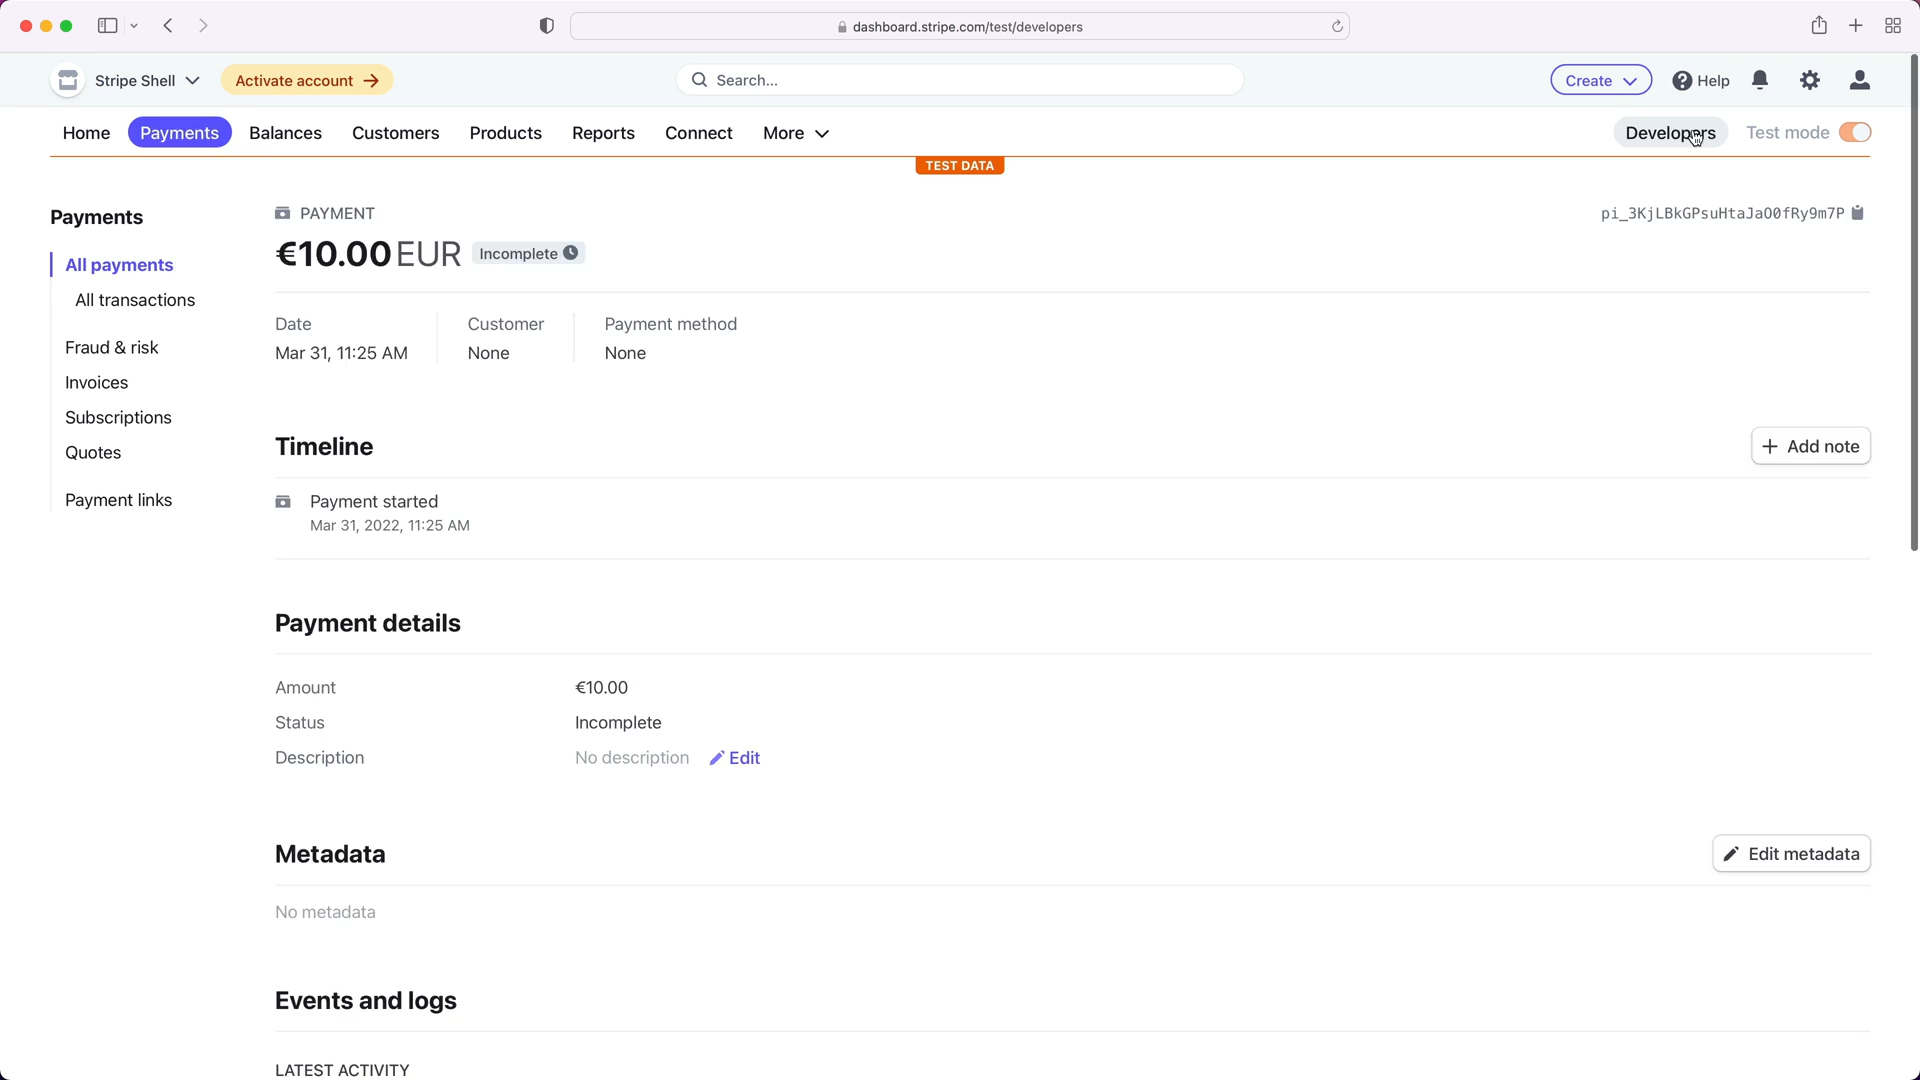 dashboard.stripe.com/test/developers
Stripe Shell
Activate account
Search...
Create
Help
Home
Payments
Balances
Customers
Products
Reports
Connect
More
Developers
Test mode
TEST DATA
Payments
All payments
All transactions
Fraud & risk
Invoices
Subscriptions
Quotes
Payment links
PAYMENT
pi_3KjLBkGPsuHtaJaO0fRy9m7P
€10.00 EUR
Incomplete
Date
Mar 31, 11:25 AM
Customer
None
Payment method
None
Timeline
Add note
Payment started
Mar 31, 2022, 11:25 AM
Payment details
Amount
€10.00
Status
Incomplete
Description
No description
Edit
Metadata
Edit metadata
No metadata
Events and logs
LATEST ACTIVITY